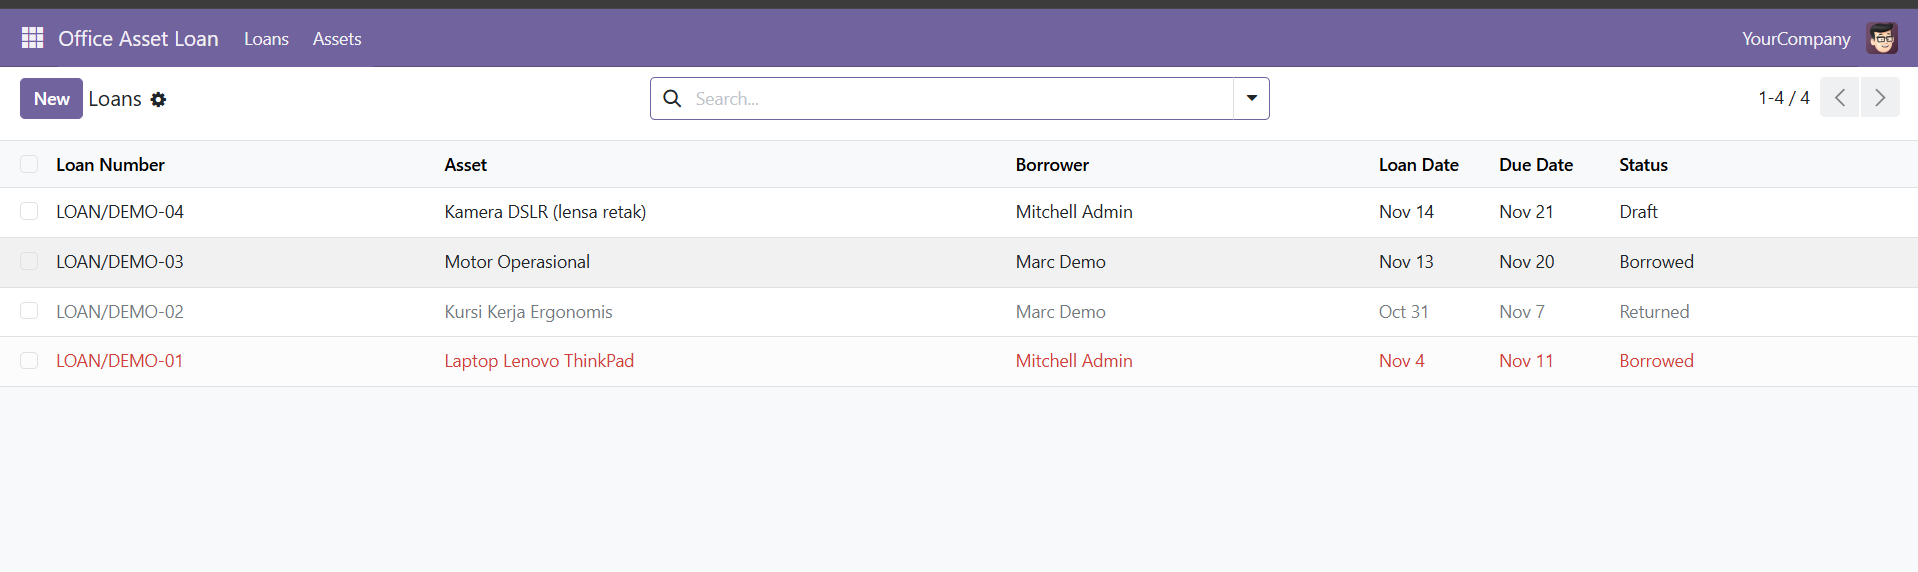 Office Asset Loan Loans Assets YourCompany
New Loans Search... 1-4 / 4
Loan Number Asset Borrower Loan Date Due Date Status
LOAN/DEMO-04 Kamera DSLR (lensa retak) Mitchell Admin Nov 14 Nov 21 Draft
LOAN/DEMO-03 Motor Operasional Marc Demo Nov 13 Nov 20 Borrowed
LOAN/DEMO-02 Kursi Kerja Ergonomis Marc Demo Oct 31 Nov 7 Returned
LOAN/DEMO-01 Laptop Lenovo ThinkPad Mitchell Admin Nov 4 Nov 11 Borrowed